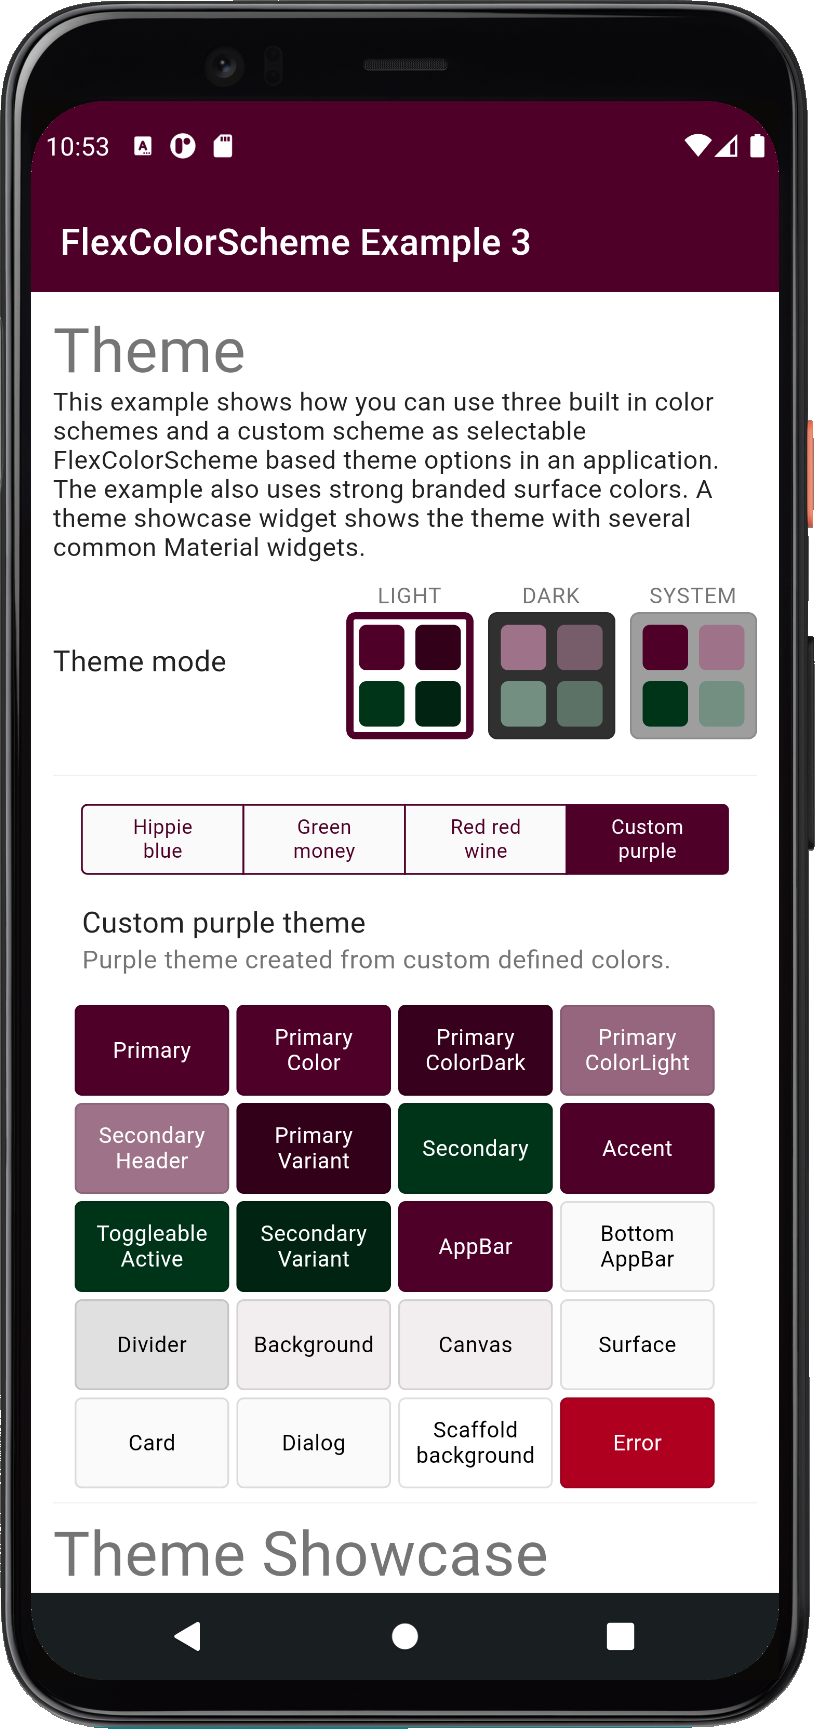 10:53
FlexColorScheme Example 3
Theme
This example shows how you can use three built in color
schemes and a custom scheme as selectable
FlexColorScheme based theme options in an application.
The example also uses strong branded surface colors. A
theme showcase widget shows the theme with several
common Material widgets.
LIGHT DARK SYSTEM
Theme mode
Hippie
blue
Green
money
Red red
wine
Custom
purple
Custom purple theme
Purple theme created from custom defined colors.
Primary
Primary
Color
Primary
ColorDark
Primary
ColorLight
Secondary
Header
Primary
Variant
Secondary
Accent
Toggleable
Active
Secondary
Variant
AppBar
Bottom
AppBar
Divider
Background
Canvas
Surface
Card
Dialog
Scaffold
background
Error
Theme Showcase